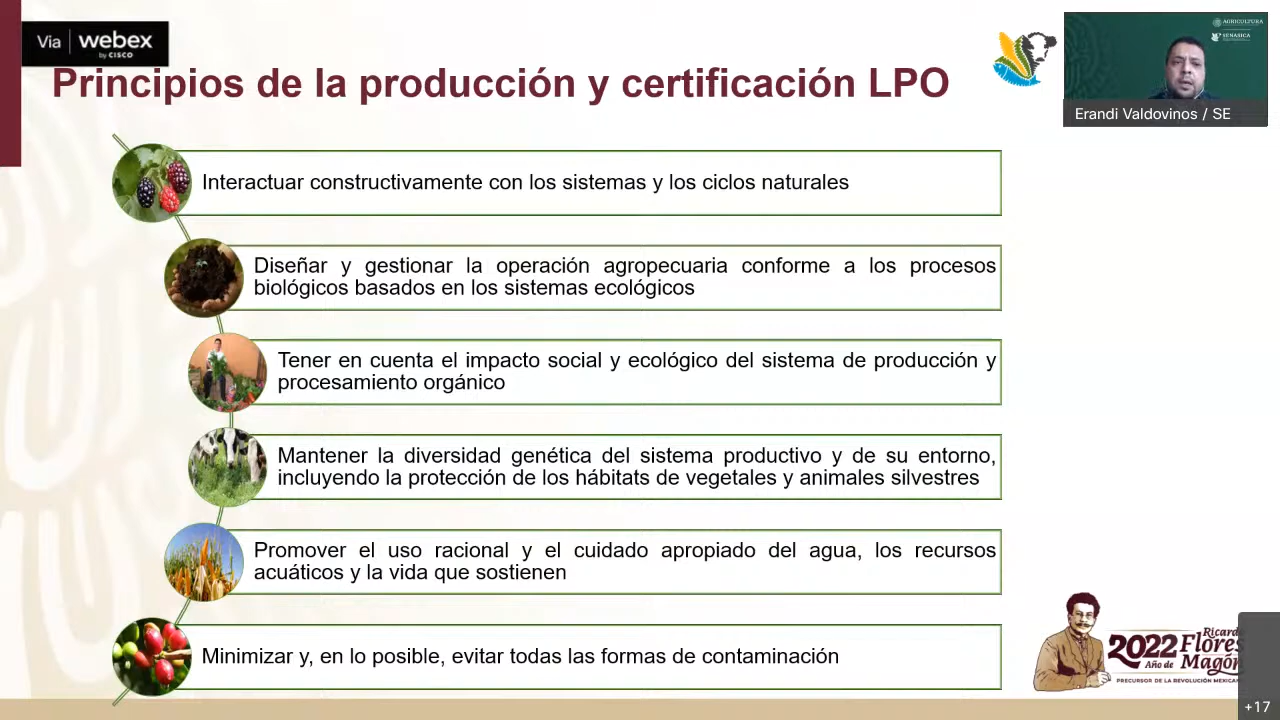 Via webex
by CISCO
Principios de la producción y certificación LPO
AGRICULTURA
SENASICA
Erandi Valdovinos / SE
Interactuar constructivamente con los sistemas y los ciclos naturales
Diseñar y gestionar la operación agropecuaria conforme a los procesos
biológicos basados en los sistemas ecológicos
Tener en cuenta el impacto social y ecológico del sistema de producción y
procesamiento orgánico
Mantener la diversidad genética del sistema productivo y de su entorno,
incluyendo la protección de los hábitats de vegetales y animales silvestres
Promover el uso racional y el cuidado apropiado del agua, los recursos
acuáticos y la vida que sostienen
Minimizar y, en lo posible, evitar todas las formas de contaminación
2022 Flores
Año de Magón
PRECURSOR DE LA REVOLUCIÓN
+17